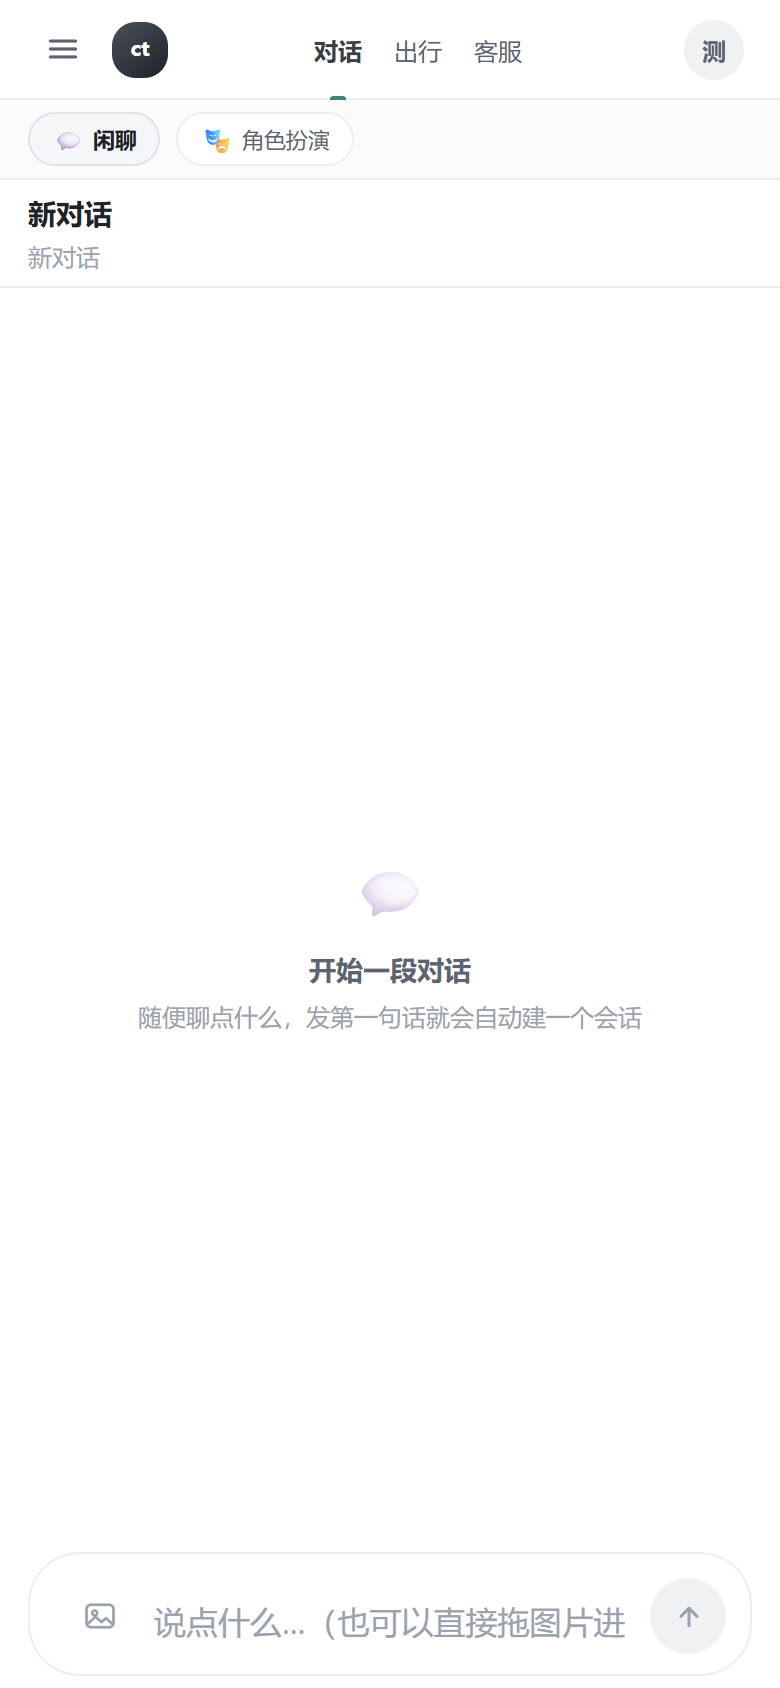 ct
对话 出行 客服
测
闲聊 角色扮演
新对话
新对话
开始一段对话
随便聊点什么，发第一句话就会自动建一个会话
说点什么...（也可以直接拖图片进